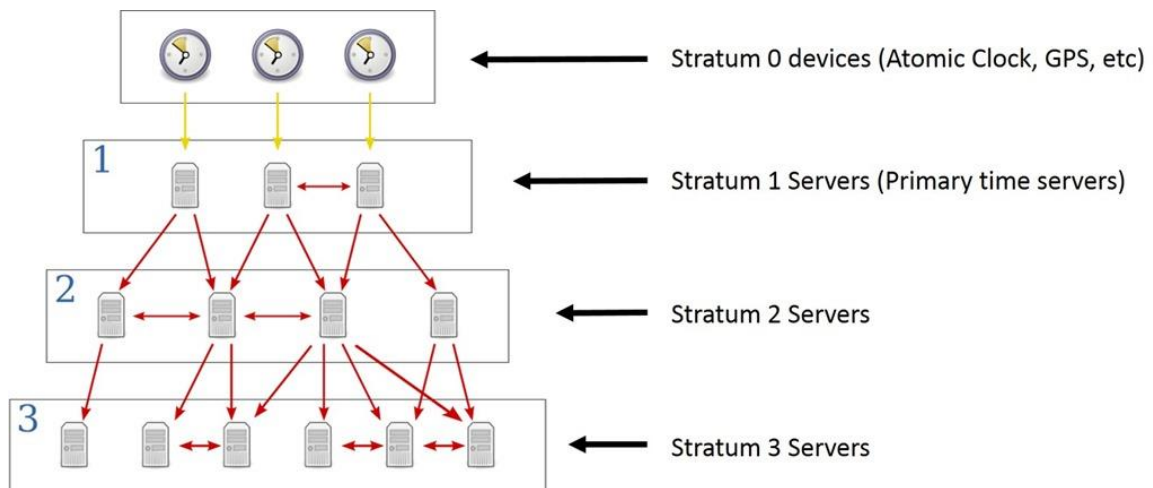 Stratum 0 devices (Atomic Clock, GPS, etc)
1
Stratum 1 Servers (Primary time servers)
2
Stratum 2 Servers
3
Stratum 3 Servers